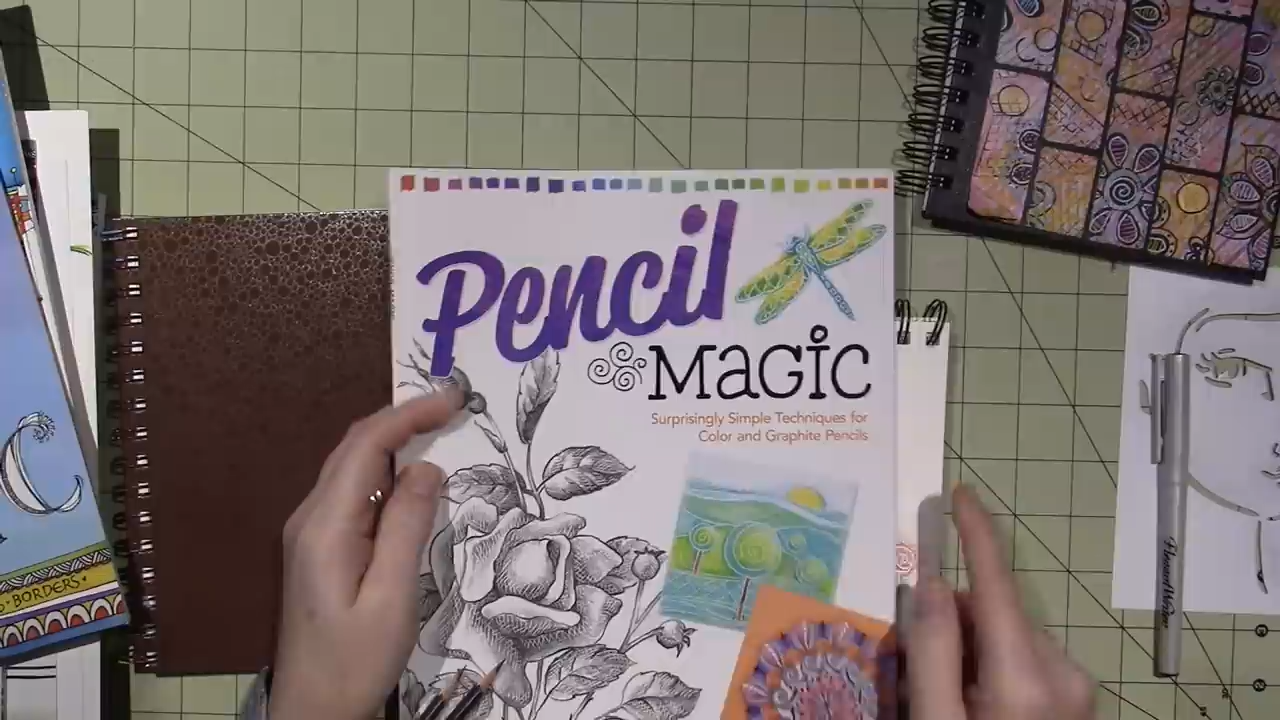 Pencil
MAGIC
Surprisingly Simple Techniques for
Color and Graphite Pencils
BORDERS